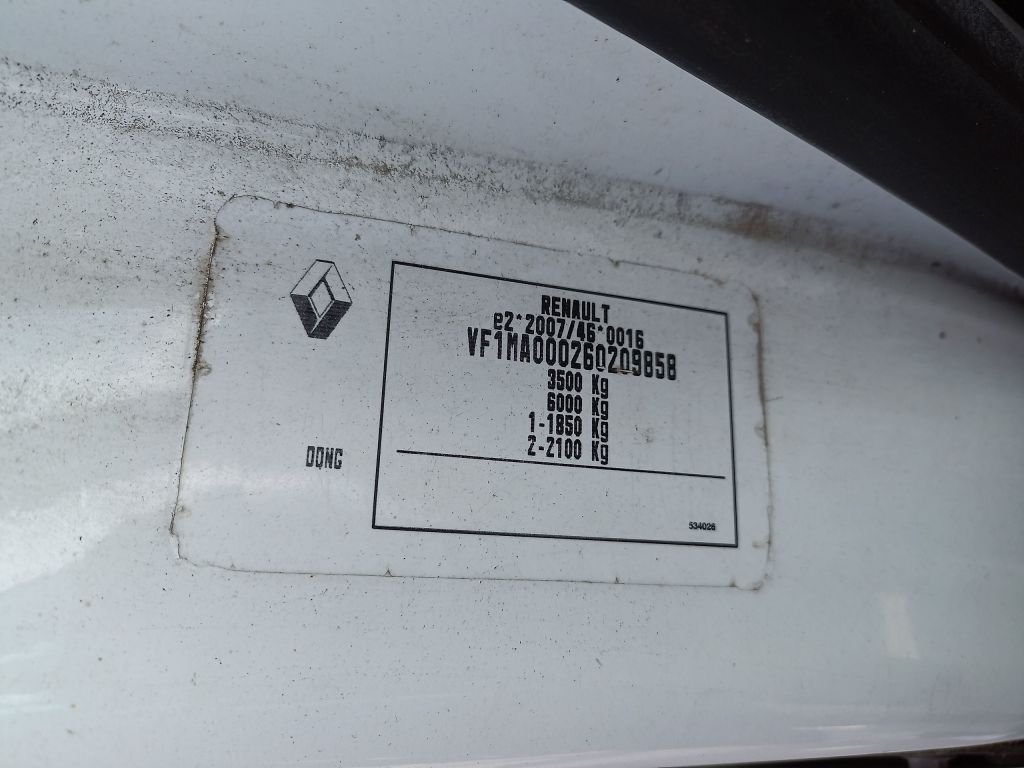 RENAULT
e2*2007/46*0016
VF1MA000260209858
3500 Kg
6000 Kg
1-1850 Kg
2-2100 Kg
DQNG
534026